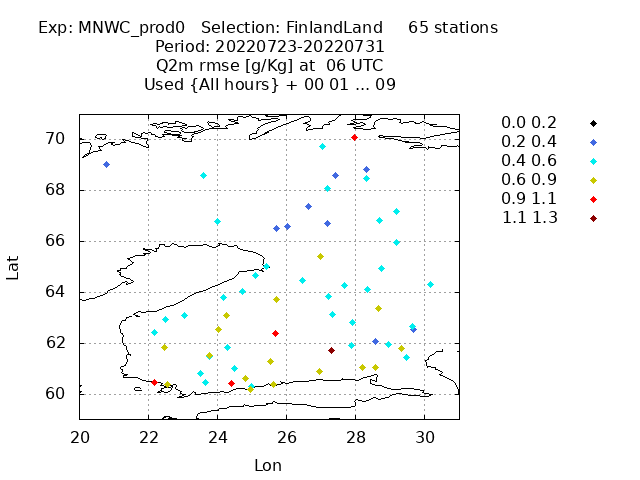 Exp: MNWC_prod0 Selection: FinlandLand 65 stations
Period: 20220723-20220731
Q2m rmse [g/Kg] at 06 UTC
Used {All hours} + 00 01 ... 09
0.0 0.2
0.2 0.4
0.4 0.6
0.6 0.9
0.9 1.1
1.1 1.3
70
68
66
64
62
60
Lat
20 22 24 26 28 30
Lon